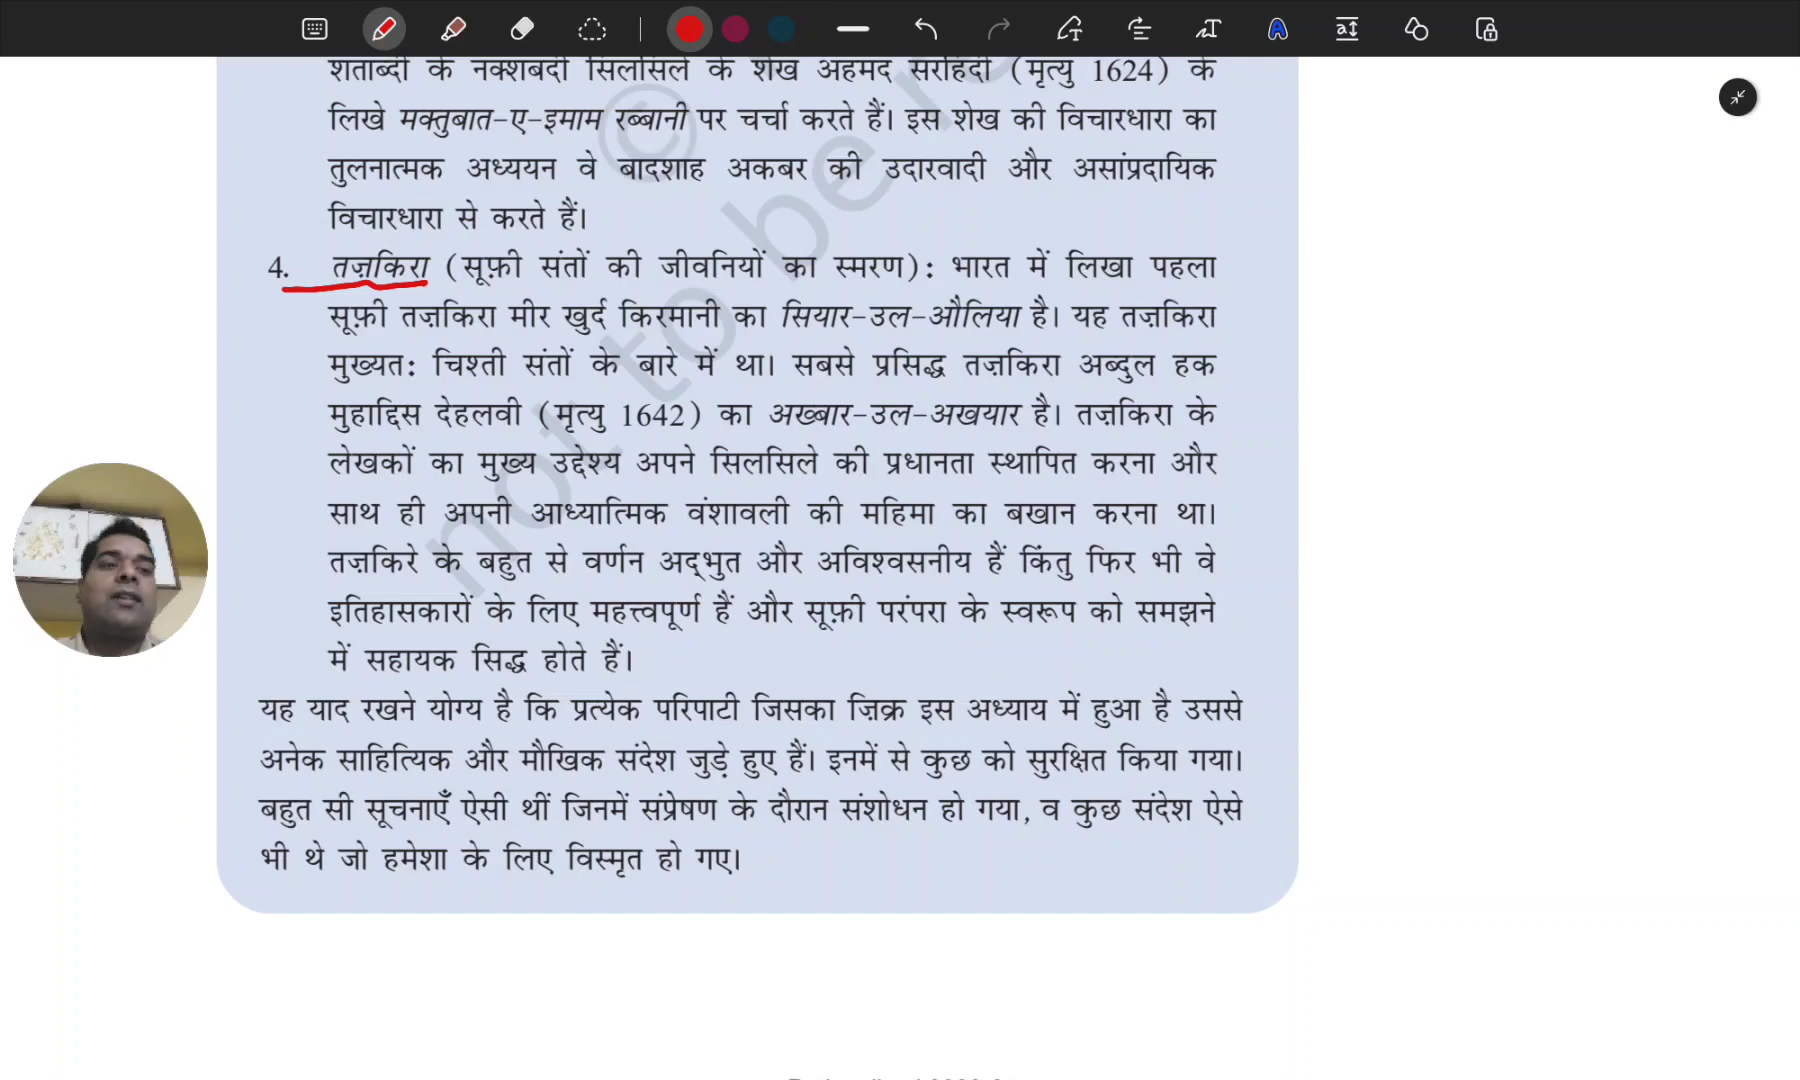 शताब्दी के नक्शबंदी सिलसिले के शेख अहमद सरहिंदी (मृत्यु 1624) के
लिखे मक्तुबात-ए-इमाम रब्बानी पर चर्चा करते हैं। इस शेख की विचारधारा का
तुलनात्मक अध्ययन वे बादशाह अकबर की उदारवादी और असांप्रदायिक
विचारधारा से करते हैं।
4. तज़किरा (सूफ़ी संतों की जीवनियों का स्मरण): भारत में लिखा पहला
सूफ़ी तज़किरा मीर खुर्द किरमानी का सियार-उल-औलिया है। यह तज़किरा
मुख्यतः चिश्ती संतों के बारे में था। सबसे प्रसिद्ध तज़किरा अब्दुल हक
मुहाद्दिस देहलवी (मृत्यु 1642) का अख्बार-उल-अखयार है। तज़किरा के
लेखकों का मुख्य उद्देश्य अपने सिलसिले की प्रधानता स्थापित करना और
साथ ही अपनी आध्यात्मिक वंशावली की महिमा का बखान करना था।
तज़किरे के बहुत से वर्णन अद्भुत और अविश्वसनीय हैं किंतु फिर भी वे
इतिहासकारों के लिए महत्त्वपूर्ण हैं और सूफ़ी परंपरा के स्वरूप को समझने
में सहायक सिद्ध होते हैं।
यह याद रखने योग्य है कि प्रत्येक परिपाटी जिसका ज़िक्र इस अध्याय में हुआ है उससे
अनेक साहित्यिक और मौखिक संदेश जुड़े हुए हैं। इनमें से कुछ को सुरक्षित किया गया।
बहुत सी सूचनाएँ ऐसी थीं जिनमें संप्रेषण के दौरान संशोधन हो गया, व कुछ संदेश ऐसे
भी थे जो हमेशा के लिए विस्मृत हो गए।
© not to be